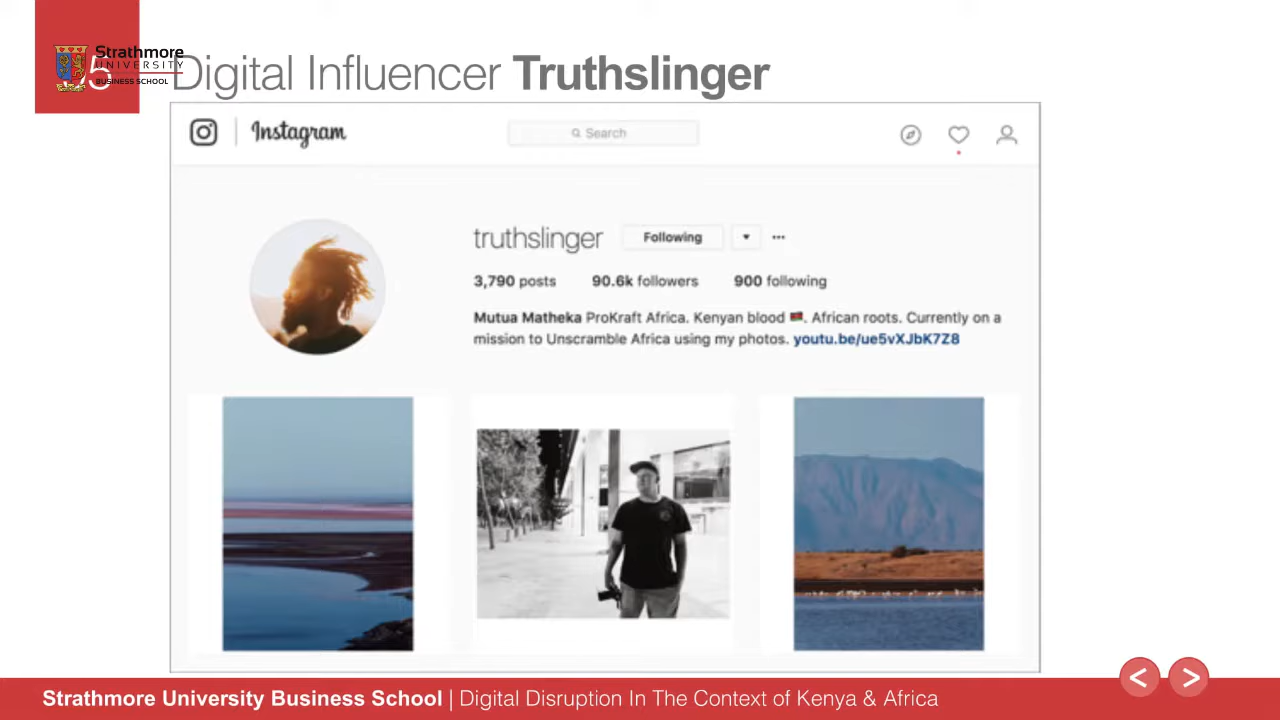 Strathmore
UNIVERSITY
BUSINESS SCHOOL
5
Digital Influencer Truthslinger
Instagram
Search
truthslinger Following
3,790 posts 90.6k followers 900 following
Mutua Matheka ProKraft Africa. Kenyan blood 🇰🇪. African roots. Currently on a
mission to Unscramble Africa using my photos. youtu.be/ue5vXJbK7Z8
Strathmore University Business School | Digital Disruption In The Context of Kenya & Africa